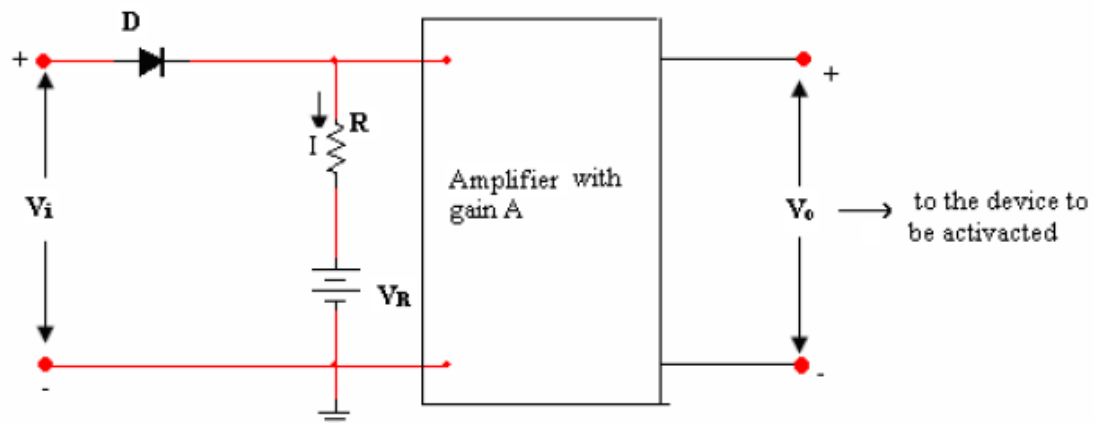 D
+
R
I
Vi
VR
-
Amplifier with
gain A
+
Vo
-
to the device to
be activacted